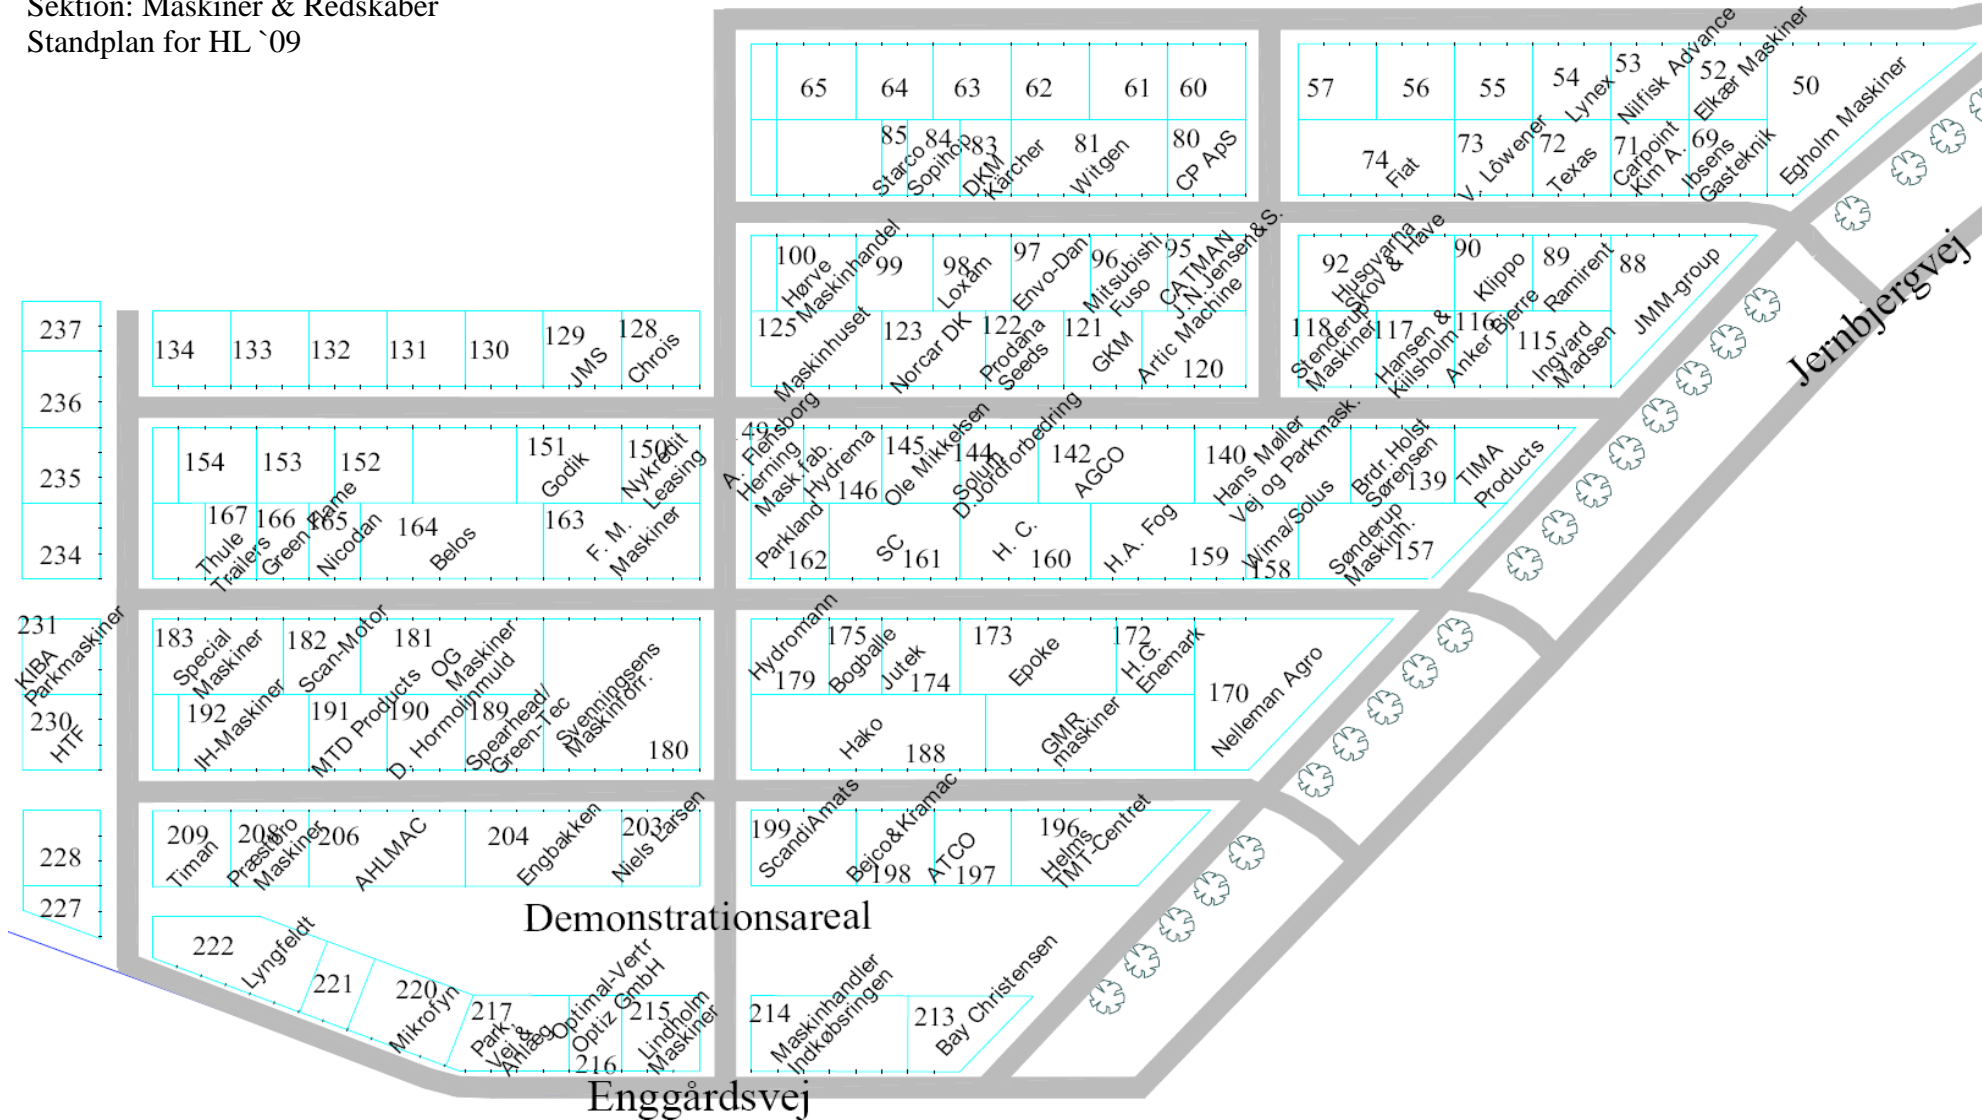 Sektion: Maskiner & Redskaber
Standplan for HL `09
65
64
63
62
61
60
57
56
55
54
Lynex
53
Nilfisk Advance
52
Elkær Maskiner
50
Egholm Maskiner
85
Starco
84
Sopihop
83
DKM
Kärcher
81
Witgen
80
CP ApS
74
Fiat
73
V. Lôwener
72
Texas
71
Carpoint
Kim A.
69
Ibsens
Gasteknik
100
Hørve
Maskinhandel
99
98
Loxam
97
Envo-Dan
96
Mitsubishi
Fuso
95
CATMAN
J.N.Jensen&S.
92
Husqvarna
Skov & Have
90
Klippo
89
Ramirent
88
JMM-group
Jernbjergvej
237
236
235
234
134
133
132
131
130
129
JMS
128
Chrois
125
Maskinhuset
123
Norcar DK
122
Prodana
Seeds
121
GKM
Artic Machine
120
118
Stenderup
Maskiner
117
Hansen &
Killsholm
116
Anker Bjerre
115
Ingvard
Madsen
154
153
152
151
Godik
150
Nykredit
Leasing
49
A. Flensborg
Herning
Mask.fab.
Hydrema
146
145
Ole Mikkelsen
144
Solum
D.Jordforbedring
142
AGCO
140
Hans Møller
Vej og Parkmask.
Brdr. Holst
Sørensen
139
TIMA
Products
167
Thule
Trailers
166
Green Flame
165
Nicodan
164
Belos
163
F. M.
Maskiner
Parkland
162
SC
161
H. C.
160
H.A. Fog
159
Wima/Solus
158
Sønderup
Maskinh.
157
231
KIBA
Parkmaskiner
230
HTF
183
Special
Maskiner
182
Scan-Motor
181
OG
Maskiner
Svenningsens
Maskinforr.
180
192
IH-Maskiner
191
MTD Products
190
D. Hormolinmuld
189
Spearhead/
Green-Tec
Hydromann
179
175
Bogballe
Jutek
174
173
Epoke
172
H.G.
Enemark
170
Nelleman Agro
Hako
188
GMR
maskiner
228
227
209
Timan
208
Præstbro
Maskiner
206
AHLMAC
204
Engbakken
203
Niels Larsen
199
ScandiAmats
Bejco&Kramac
198
ATCO
197
196
Helms
TMT-Centret
Demonstrationsareal
222
Lyngfeldt
221
220
Mikrofyn
217
Park,
Vej &
Anlæg
Optimal-Vertr
Optiz GmbH
216
215
Lindholm
Maskiner
214
Maskinhandler
Indkøbsringen
213
Bay Christensen
Enggårdsvej